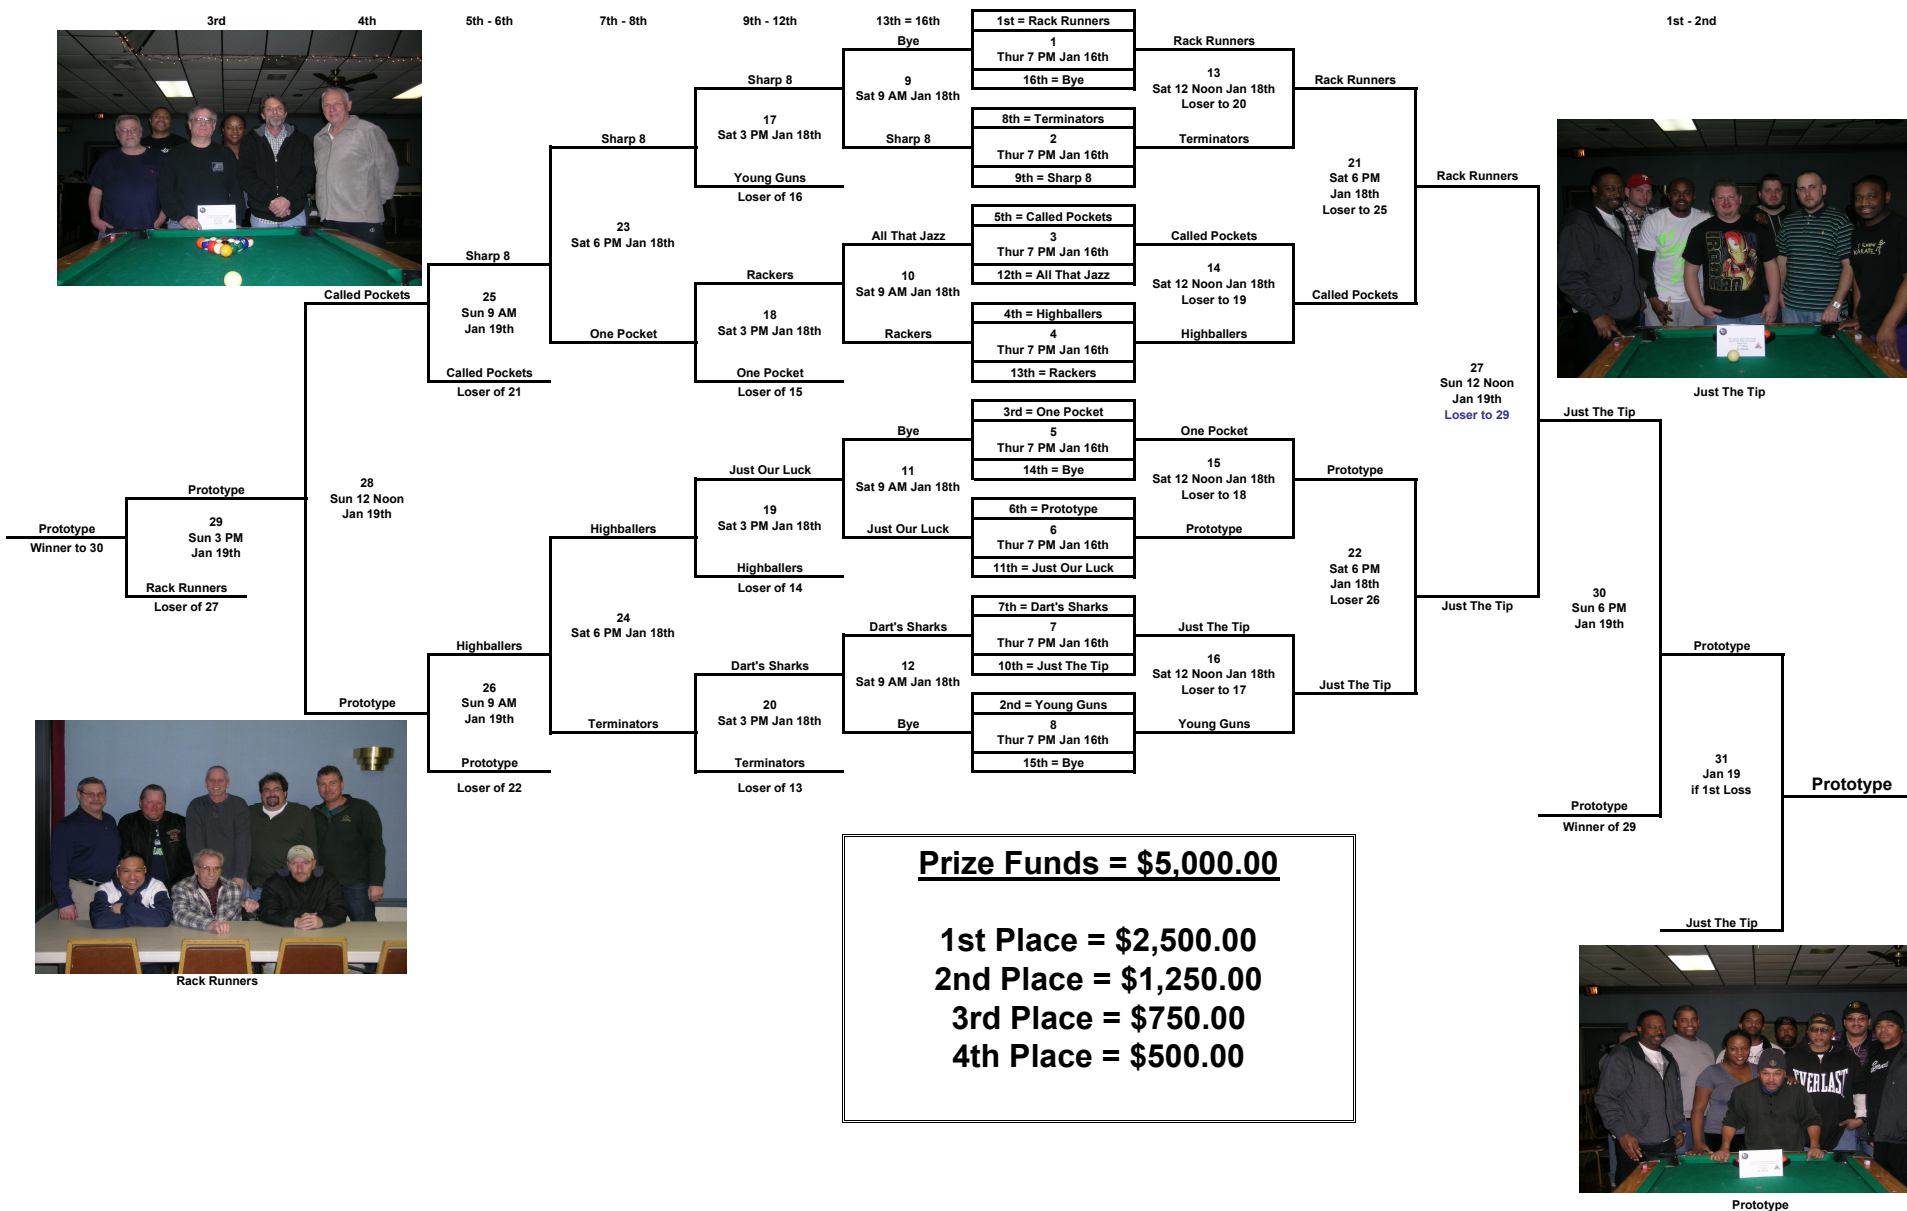 3rd
4th
5th - 6th
7th - 8th
9th - 12th
13th = 16th
1st - 2nd
1st = Rack Runners
1
Thur 7 PM Jan 16th
16th = Bye
8th = Terminators
2
Thur 7 PM Jan 16th
9th = Sharp 8
5th = Called Pockets
3
Thur 7 PM Jan 16th
12th = All That Jazz
4th = Highballers
4
Thur 7 PM Jan 16th
13th = Rackers
3rd = One Pocket
5
Thur 7 PM Jan 16th
14th = Bye
6th = Prototype
6
Thur 7 PM Jan 16th
11th = Just Our Luck
7th = Dart's Sharks
7
Thur 7 PM Jan 16th
10th = Just The Tip
2nd = Young Guns
8
Thur 7 PM Jan 16th
15th = Bye
Bye
9
Sat 9 AM Jan 18th
Sharp 8
All That Jazz
10
Sat 9 AM Jan 18th
Rackers
Bye
11
Sat 9 AM Jan 18th
Just Our Luck
Dart's Sharks
12
Sat 9 AM Jan 18th
Bye
Sharp 8
17
Sat 3 PM Jan 18th
Young Guns
Loser of 16
Rackers
18
Sat 3 PM Jan 18th
One Pocket
Loser of 15
Just Our Luck
19
Sat 3 PM Jan 18th
Highballers
Loser of 14
Dart's Sharks
20
Sat 3 PM Jan 18th
Terminators
Loser of 13
Sharp 8
23
Sat 6 PM Jan 18th
One Pocket
Highballers
24
Sat 6 PM Jan 18th
Terminators
Sharp 8
25
Sun 9 AM
Jan 19th
Called Pockets
Loser of 21
Highballers
26
Sun 9 AM
Jan 19th
Prototype
Loser of 22
Called Pockets
28
Sun 12 Noon
Jan 19th
Prototype
Prototype
29
Sun 3 PM
Jan 19th
Rack Runners
Loser of 27
Prototype
Winner to 30
Rack Runners
13
Sat 12 Noon Jan 18th
Loser to 20
Terminators
Called Pockets
14
Sat 12 Noon Jan 18th
Loser to 19
Highballers
One Pocket
15
Sat 12 Noon Jan 18th
Loser to 18
Prototype
Just The Tip
16
Sat 12 Noon Jan 18th
Loser to 17
Young Guns
Rack Runners
21
Sat 6 PM
Jan 18th
Loser to 25
Called Pockets
Prototype
22
Sat 6 PM
Jan 18th
Loser 26
Just The Tip
Rack Runners
27
Sun 12 Noon
Jan 19th
Loser to 29
Just The Tip
Just The Tip
30
Sun 6 PM
Jan 19th
Prototype
Winner of 29
Prototype
31
Jan 19
if 1st Loss
Just The Tip
Prototype
IRON
MAN
I KNOW
KARATE
Just The Tip
Rack Runners
Prize Funds = $5,000.00
1st Place = $2,500.00
2nd Place = $1,250.00
3rd Place = $750.00
4th Place = $500.00
EVERLAST
Prototype